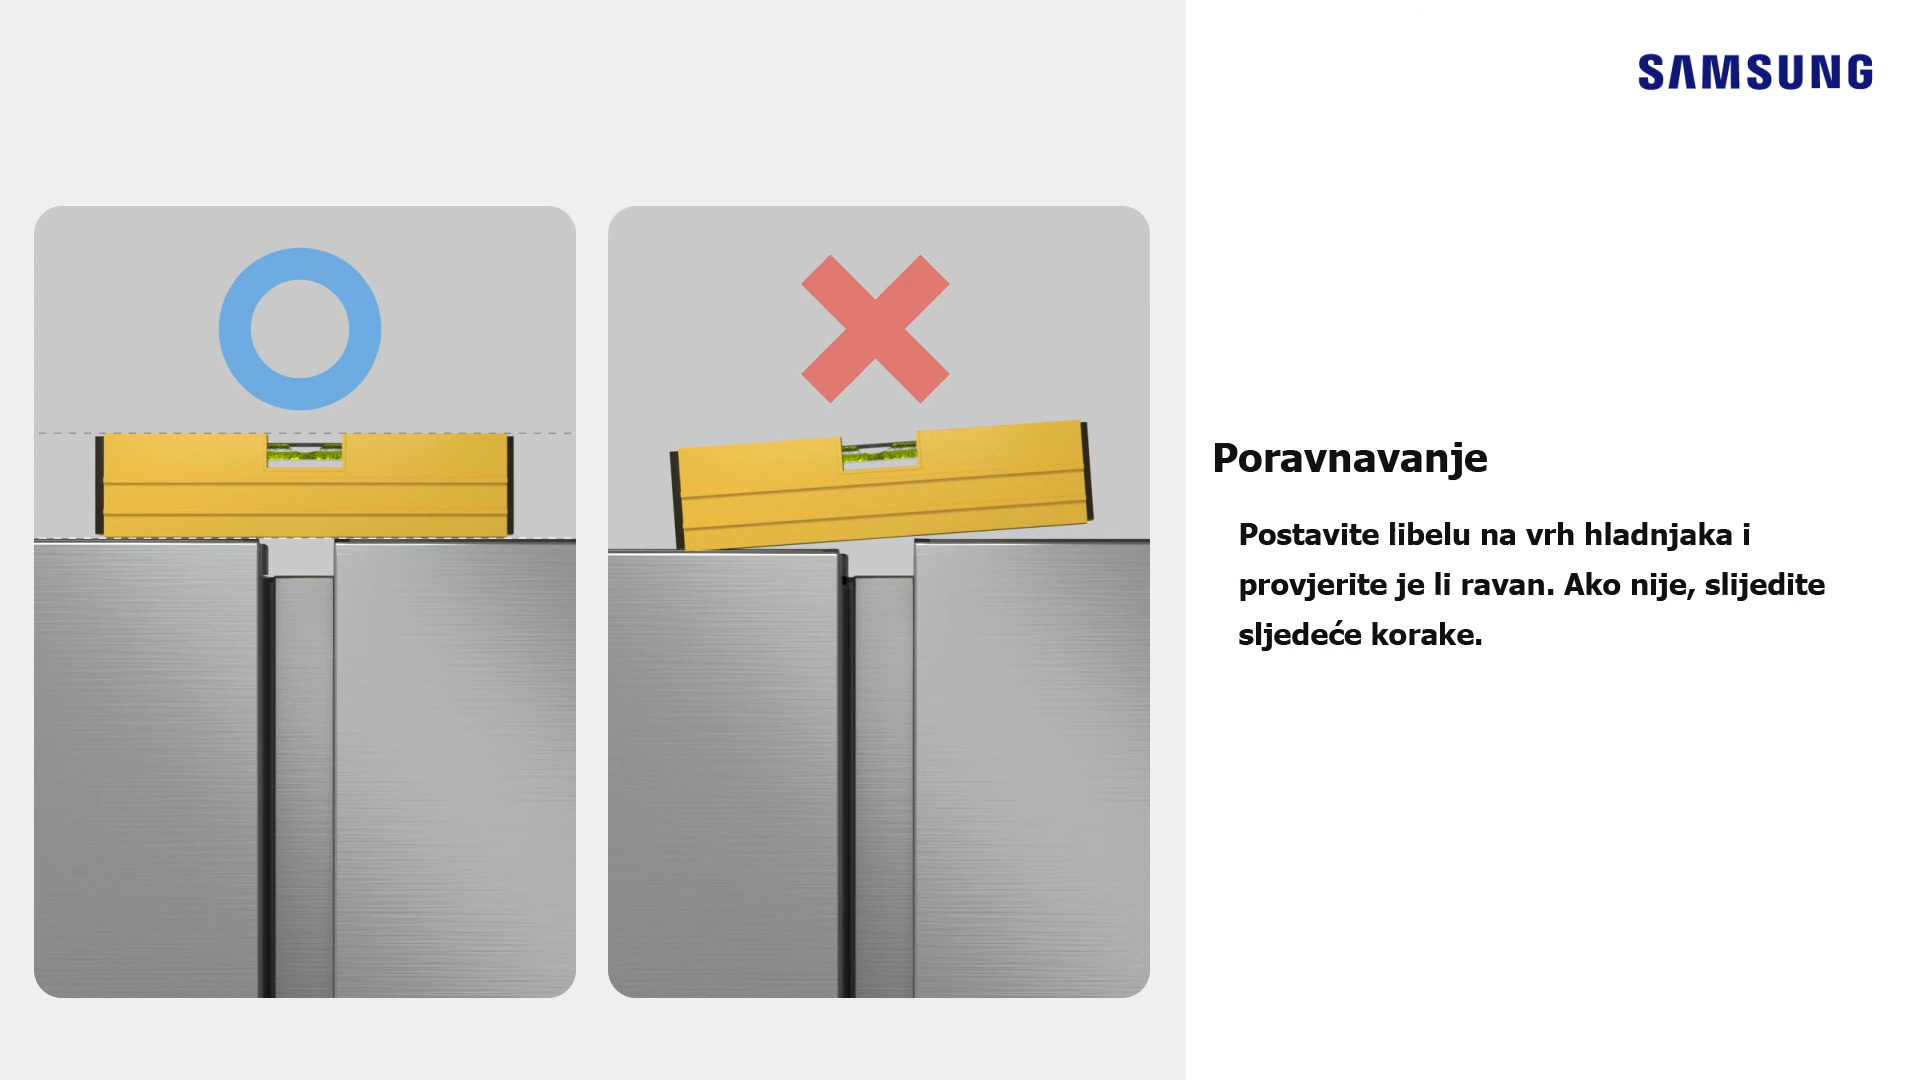 SAMSUNG
Poravnavanje
Postavite libelu na vrh hladnjaka i
provjerite je li ravan. Ako nije, slijedite
sljedeće korake.